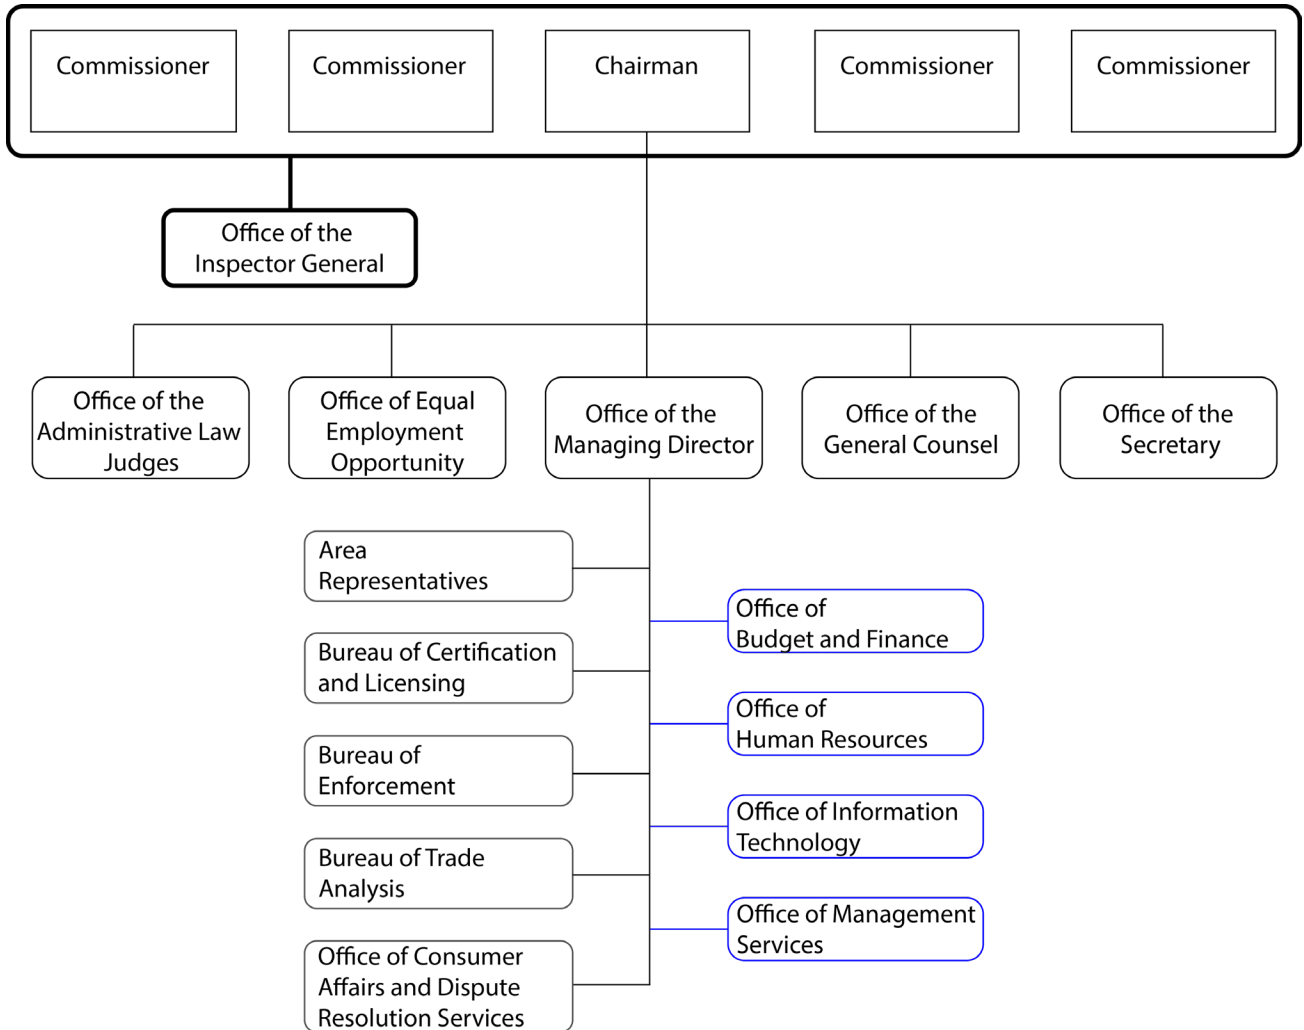 Commissioner
Commissioner
Chairman
Commissioner
Commissioner
Office of the
Inspector General
Office of the
Administrative Law
Judges
Office of Equal
Employment
Opportunity
Office of the
Managing Director
Office of the
General Counsel
Office of the
Secretary
Area
Representatives
Bureau of Certification
and Licensing
Bureau of
Enforcement
Bureau of Trade
Analysis
Office of Consumer
Affairs and Dispute
Resolution Services
Office of
Budget and Finance
Office of
Human Resources
Office of Information
Technology
Office of Management
Services